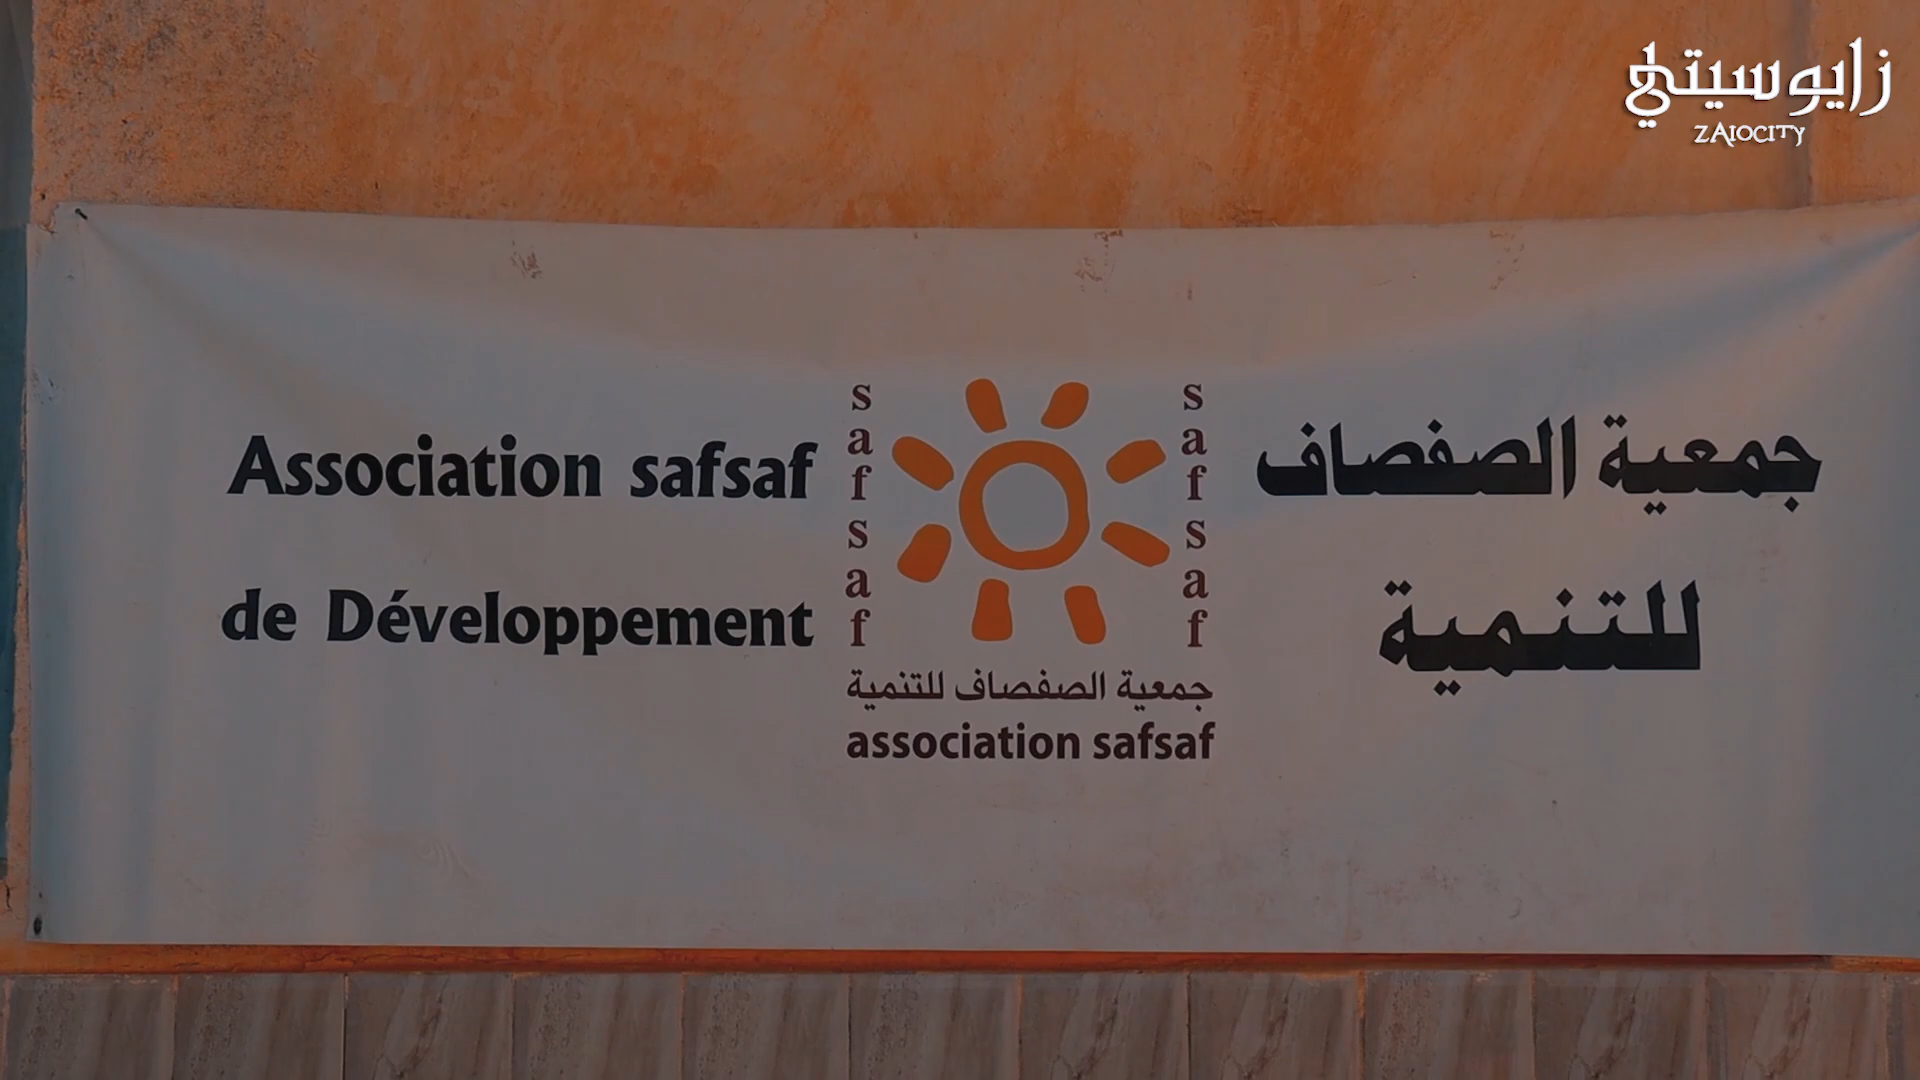 زايوسيتي
ZAIOCITY
Association safsaf
de Développement
safsaf
safsaf
جمعية الصفصاف للتنمية
association safsaf
جمعية الصفصاف
للتنمية